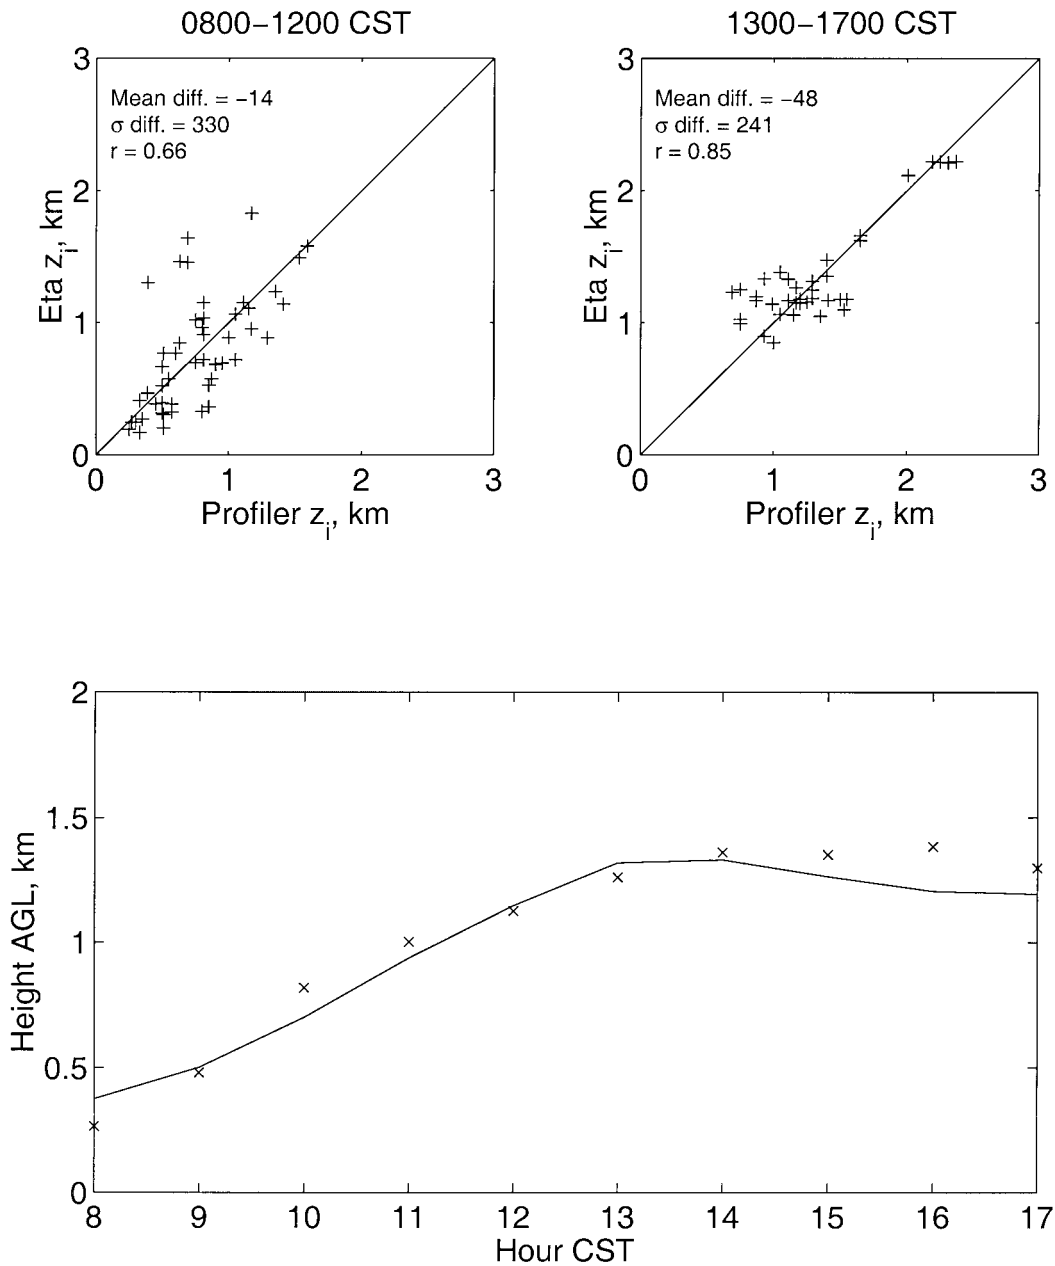 0800−1200 CST
1300−1700 CST
3
Mean diff. = −14
σ diff. = 330
r = 0.66
2
1
0
Eta z_i, km
0 1 2 3
Profiler z_i, km
3
Mean diff. = −48
σ diff. = 241
r = 0.85
2
1
0
Eta z_i, km
0 1 2 3
Profiler z_i, km
2
1.5
1
0.5
0
Height AGL, km
8 9 10 11 12 13 14 15 16 17
Hour CST